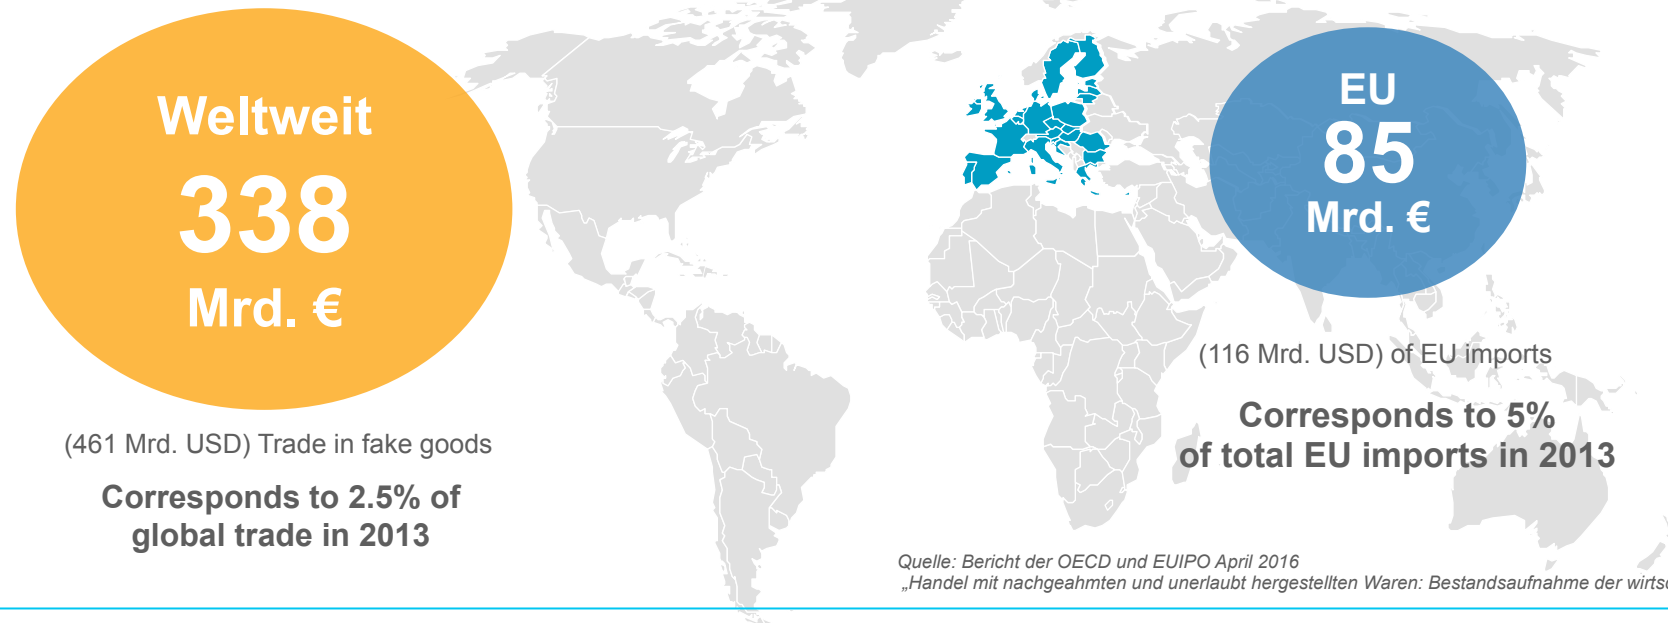 Weltweit
338
Mrd. €
(461 Mrd. USD) Trade in fake goods
Corresponds to 2.5% of
global trade in 2013
EU
85
Mrd. €
(116 Mrd. USD) of EU imports
Corresponds to 5%
of total EU imports in 2013
Quelle: Bericht der OECD und EUIPO April 2016
„Handel mit nachgeahmten und unerlaubt hergestellten Waren: Bestandsaufnahme der